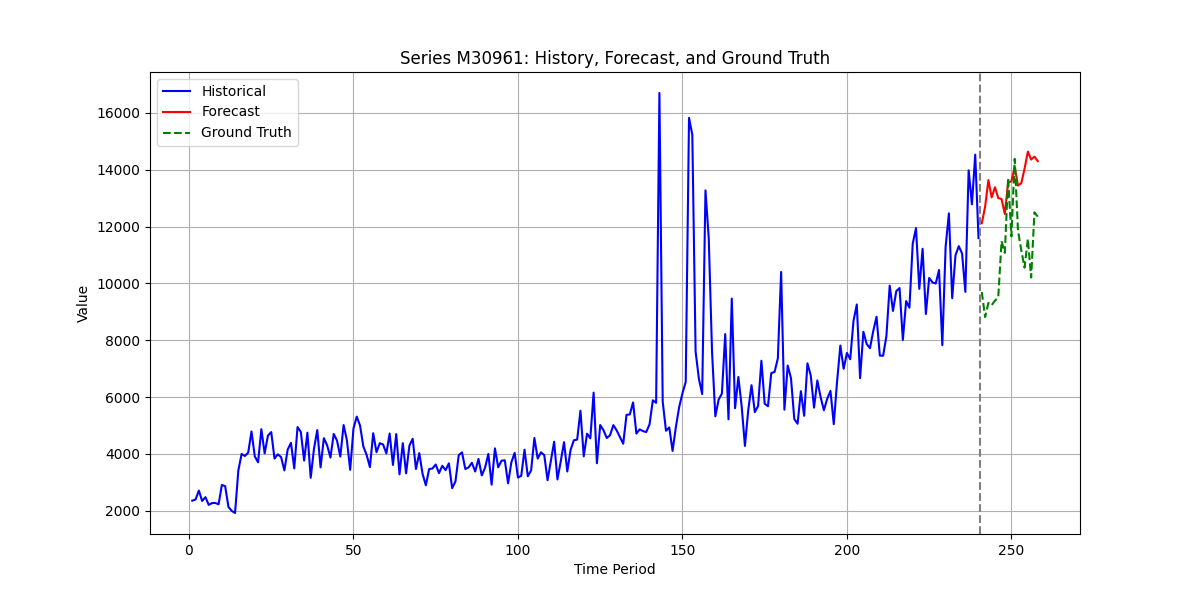 Series M30961: History, Forecast, and Ground Truth
Historical
Forecast
Ground Truth
16000
14000
12000
10000
8000
6000
4000
2000
Value
0 50 100 150 200 250
Time Period